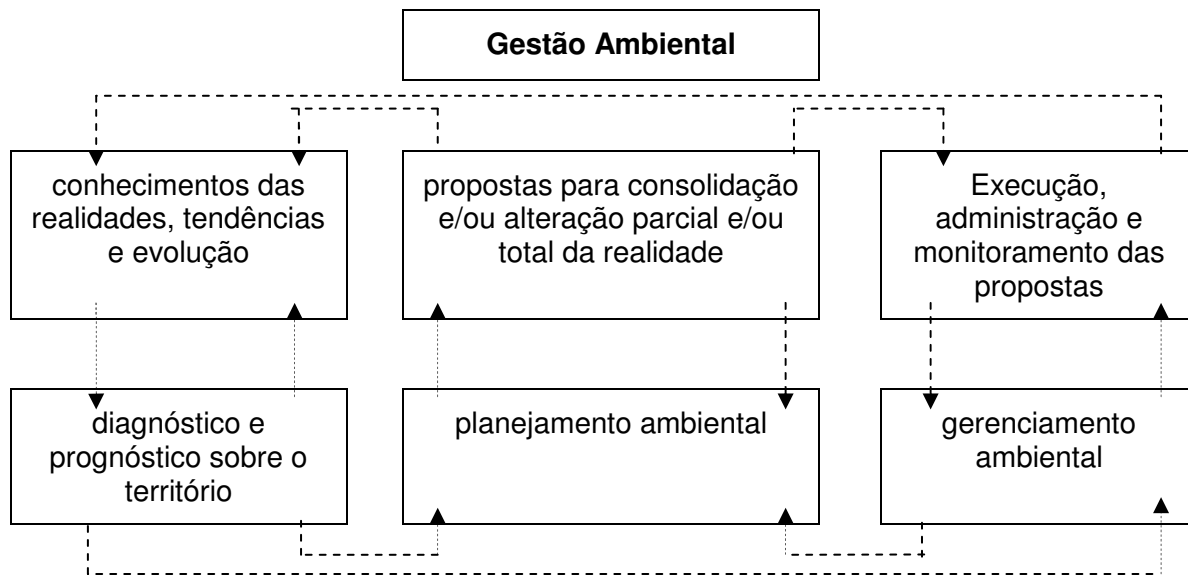 Gestão Ambiental
conhecimentos das
realidades, tendências
e evolução
propostas para consolidação
e/ou alteração parcial e/ou
total da realidade
Execução,
administração e
monitoramento das
propostas
diagnóstico e
prognóstico sobre o
território
planejamento ambiental
gerenciamento
ambiental